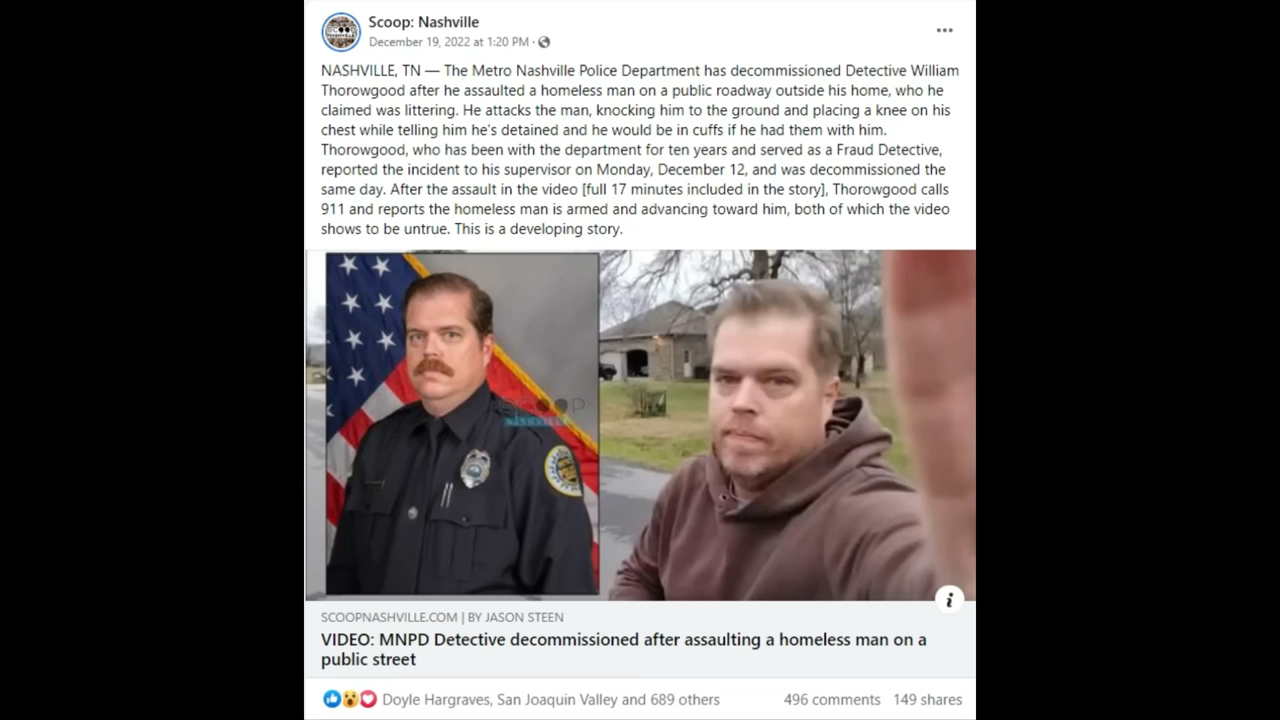 Scoop: Nashville
December 19, 2022 at 1:20 PM ·
NASHVILLE, TN — The Metro Nashville Police Department has decommissioned Detective William
Thorowgood after he assaulted a homeless man on a public roadway outside his home, who he
claimed was littering. He attacks the man, knocking him to the ground and placing a knee on his
chest while telling him he's detained and he would be in cuffs if he had them with him.
Thorowgood, who has been with the department for ten years and served as a Fraud Detective,
reported the incident to his supervisor on Monday, December 12, and was decommissioned the
same day. After the assault in the video [full 17 minutes included in the story], Thorowgood calls
911 and reports the homeless man is armed and advancing toward him, both of which the video
shows to be untrue. This is a developing story.
SCOOP
NASHVILLE
SCOOPNASHVILLE.COM | BY JASON STEEN
VIDEO: MNPD Detective decommissioned after assaulting a homeless man on a
public street
Doyle Hargraves, San Joaquin Valley and 689 others
496 comments 149 shares